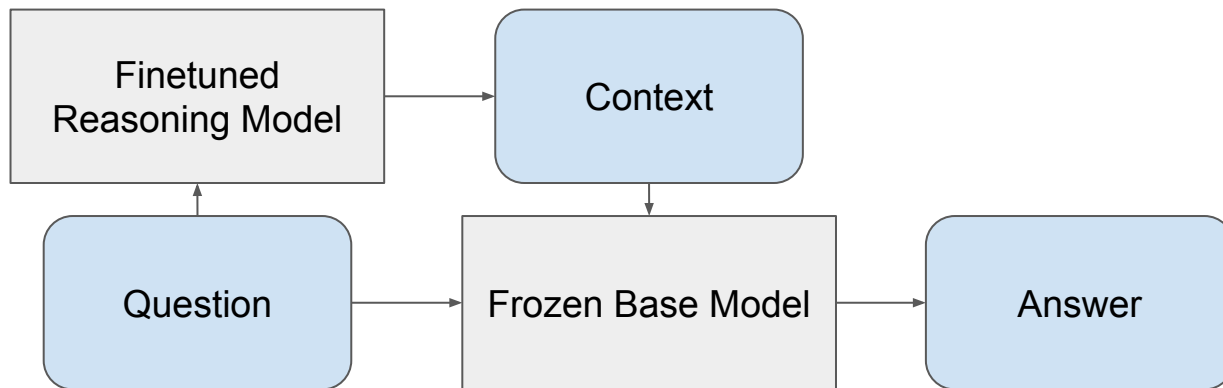 Finetuned
Reasoning Model
Context
Question
Frozen Base Model
Answer